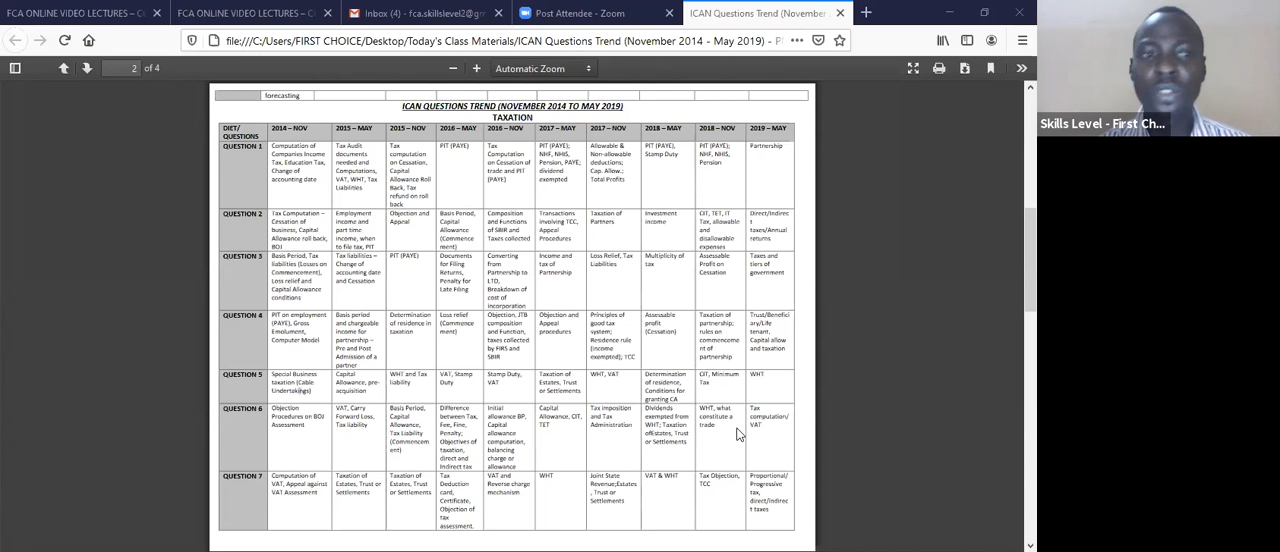 FCA ONLINE VIDEO LECTURES – C
FCA ONLINE VIDEO LECTURES – C
Inbox (4) - fca.skillslevel2@gm
Post Attendee - Zoom
ICAN Questions Trend (November
file:///C:/Users/FIRST CHOICE/Desktop/Today's Class Materials/ICAN Questions Trend (November 2014 - May 2019) - P
2 of 4
Automatic Zoom
Skills Level - First Ch...
forecasting
ICAN QUESTIONS TREND (NOVEMBER 2014 TO MAY 2019)
TAXATION
DIET/
QUESTIONS
2014 – NOV
2015 – MAY
2015 – NOV
2016 – MAY
2016 – NOV
2017 – MAY
2017 – NOV
2018 – MAY
2018 – NOV
2019 – MAY
QUESTION 1
Computation of
Companies Income
Tax, Education Tax,
Change of
accounting date
Tax Audit
documents
needed and
Computations,
VAT, WHT, Tax
Liabilities
Tax
computation
on Cessation,
Capital
Allowance Roll
Back, Tax
refund on roll
back
PIT (PAYE)
Tax
Computation
on Cessation of
trade and PIT
(PAYE)
PIT (PAYE);
NHF, NHIS,
Pension, PAYE;
dividend
exempted
Allowable &
Non-allowable
deductions;
Cap. Allow.;
Total Profits
PIT (PAYE),
Stamp Duty
PIT (PAYE);
NHF, NHIS,
Pension
Partnership
QUESTION 2
Tax Computation –
Cessation of
business, Capital
Allowance roll back,
BOJ
Employment
income and
part time
income, when
to file tax, PIT
Objection and
Appeal
Basis Period,
Capital
Allowance
(Commence
ment)
Composition
and Functions
of SBIR and
Taxes collected
Transactions
involving TCC,
Appeal
Procedures
Taxation of
Partners
Investment
income
CIT, TET, IT
Tax, allowable
and
disallowable
expenses
Direct/Indirec
t
taxes/Annual
returns
QUESTION 3
Basis Period, Tax
liabilities (Losses on
Commencement),
Loss relief and
Capital Allowance
conditions
Tax liabilities –
Change of
accounting date
and Cessation
PIT (PAYE)
Documents
for Filing
Returns,
Penalty for
Late Filing
Converting
from
Partnership to
LTD,
Breakdown of
cost of
incorporation
Income and
tax of
Partnership
Loss Relief, Tax
Liabilities
Multiplicity of
tax
Assessable
Profit on
Cessation
Taxes and
tiers of
government
QUESTION 4
PIT on employment
(PAYE), Gross
Emolument,
Computer Model
Basis period
and chargeable
income for
partnership –
Pre and Post
Admission of a
partner
Determination
of residence in
taxation
Loss relief
(Commence
ment)
Objection, JTB
composition
and Function,
taxes collected
by FIRS and
SBIR
Objection and
Appeal
procedures
Principles of
good tax
system;
Residence rule
(income
exempted); TCC
Assessable
profit
(Cessation)
Taxation of
partnership;
rules on
commenceme
nt of
partnership
Trust/Benefici
ary/Life
tenant,
Capital allow
and taxation
QUESTION 5
Special Business
taxation (Cable
Undertakings)
Capital
Allowance, pre-
acquisition
WHT and Tax
liability
VAT, Stamp
Duty
Stamp Duty,
VAT
Taxation of
Estates, Trust
or Settlements
WHT, VAT
Determination
of residence,
Conditions for
granting CA
CIT, Minimum
Tax
WHT
QUESTION 6
Objection
Procedures on BOJ
Assessment
VAT, Carry
Forward Loss,
Tax liability
Basis Period,
Capital
Allowance,
Tax Liability
(Commencem
ent)
Difference
between Tax,
Fee, Fine,
Penalty;
Objectives of
taxation,
direct and
Indirect tax
Initial
allowance BP,
Capital
allowance
computation,
balancing
charge or
allowance
Capital
Allowance, CIT,
TET
Tax imposition
and Tax
Administration
Dividends
exempted from
WHT; Taxation
of estates, Trust
or Settlements
WHT, what
constitute a
trade
Tax
computation/
VAT
QUESTION 7
Computation of
VAT, Appeal against
VAT Assessment
Taxation of
Estates, Trust or
Settlements
Taxation of
Estates, Trust
or Settlements
Tax
Deduction
card,
Certificate,
Objection of
tax
assessment.
VAT and
Reverse charge
mechanism
WHT
Joint State
Revenue;Estates
, Trust or
Settlements
VAT & WHT
Tax Objection,
TCC
Proportional/
Progressive
tax,
direct/Indirec
t taxes